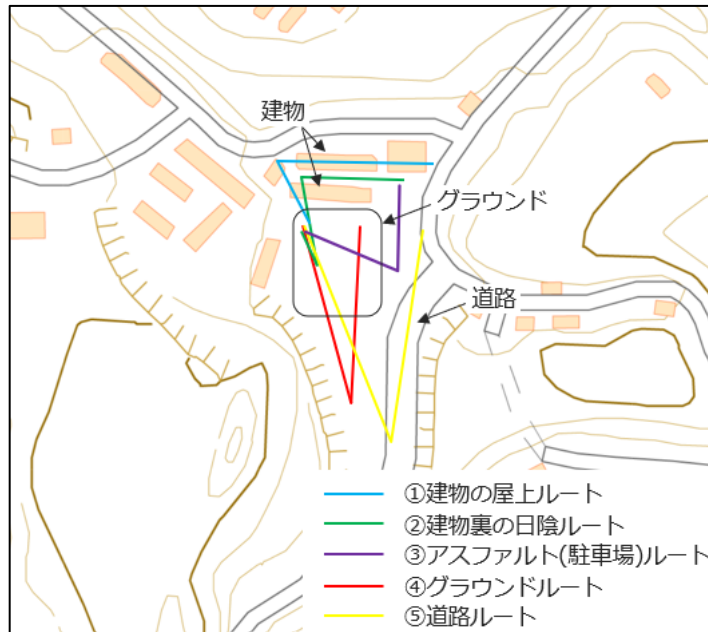 建物
グラウンド
道路
①建物の屋上ルート
②建物裏の日陰ルート
③アスファルト(駐車場)ルート
④グラウンドルート
⑤道路ルート